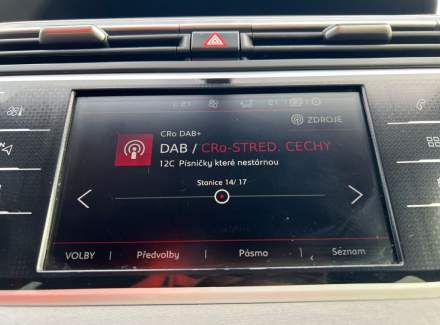 ZDROJE
CRo DAB+
DAB / CRo-STRED. CECHY
12C Písničky které nestárnou
Stanice 14/ 17
VOLBY | Předvolby | Pásmo | Seznam